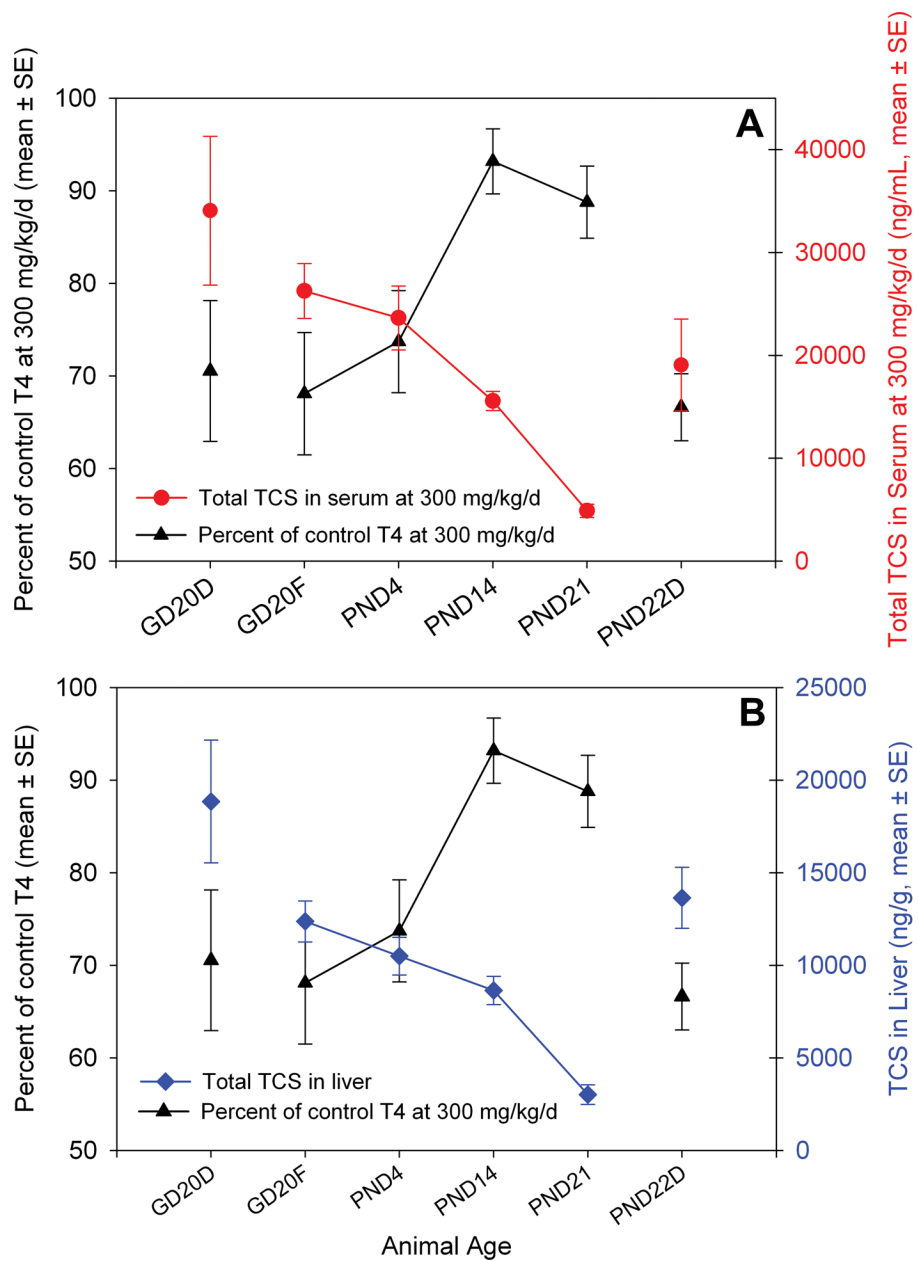 A
Percent of control T4 at 300 mg/kg/d (mean ± SE)
100
90
80
70
60
50
Total TCS in Serum at 300 mg/kg/d (ng/mL, mean ± SE)
40000
30000
20000
10000
0
Total TCS in serum at 300 mg/kg/d
Percent of control T4 at 300 mg/kg/d
GD20D
GD20F
PND4
PND14
PND21
PND22D
B
Percent of control T4 (mean ± SE)
100
90
80
70
60
50
TCS in Liver (ng/g, mean ± SE)
25000
20000
15000
10000
5000
0
Total TCS in liver
Percent of control T4 at 300 mg/kg/d
GD20D
GD20F
PND4
PND14
PND21
PND22D
Animal Age